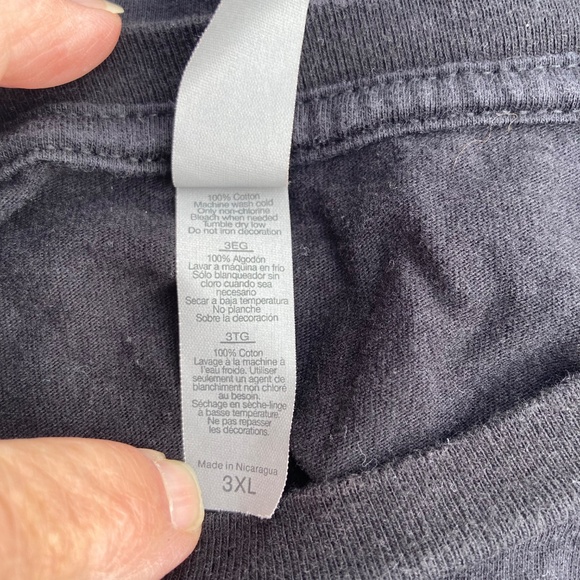 100% Cotton
Machine wash cold
Only non-chlorine
Bleach when needed
Tumble dry low
Do not iron decoration
3EG
100% Algodón
Lavar a máquina en frio
Sólo blanqueador sin
cloro cuando sea
necesario
Secar a baja temperatura
No planche
Sobre la decoración
3TG
100% Coton
Lavage à la machine à
l'eau froide. Utiliser
seulement un agent de
blanchiment non chloré
au besoin.
Séchage en sèche-linge
à basse température.
Ne pas repasser
les décorations.
Made in Nicaragua
3XL